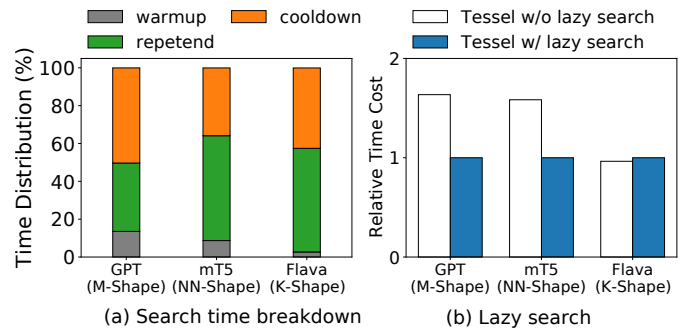 warmup
cooldown
repetend
Time Distribution (%)
100
80
60
40
20
0
GPT
(M-Shape)
mT5
(NN-Shape)
Flava
(K-Shape)
(a) Search time breakdown
Tessel w/o lazy search
Tessel w/ lazy search
Relative Time Cost
2
1
0
GPT
(M-Shape)
mT5
(NN-Shape)
Flava
(K-Shape)
(b) Lazy search